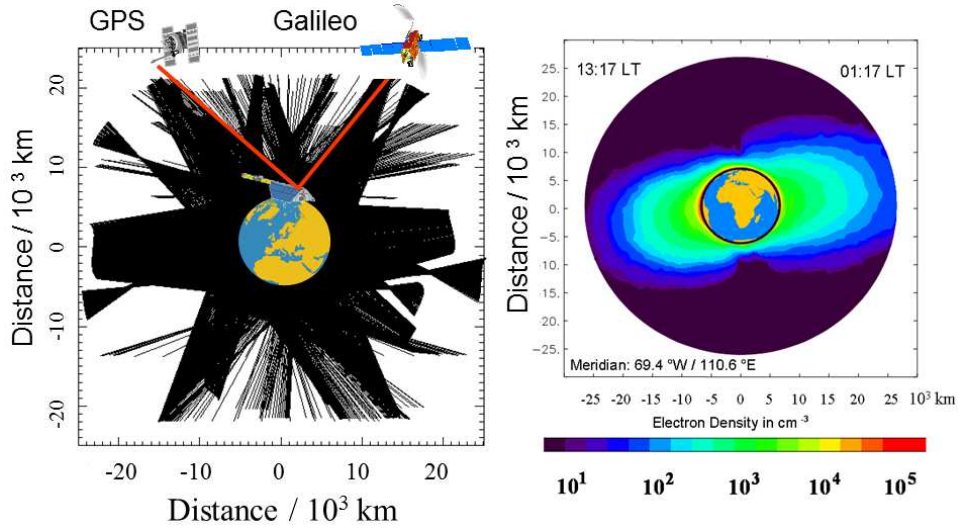 GPS
Galileo
Distance / 10³ km
20
10
0
-10
-20
-20
-10
0
10
20
Distance / 10³ km
13:17 LT
01:17 LT
Distance / 10³ km
25.
20.
15.
10.
5.
0.
-5.
-10.
-15.
-20.
-25.
Meridian: 69.4 °W / 110.6 °E
-25 -20 -15 -10 -5 0 5 10 15 20 25 10³ km
Electron Density in cm⁻³
10¹ 10² 10³ 10⁴ 10⁵